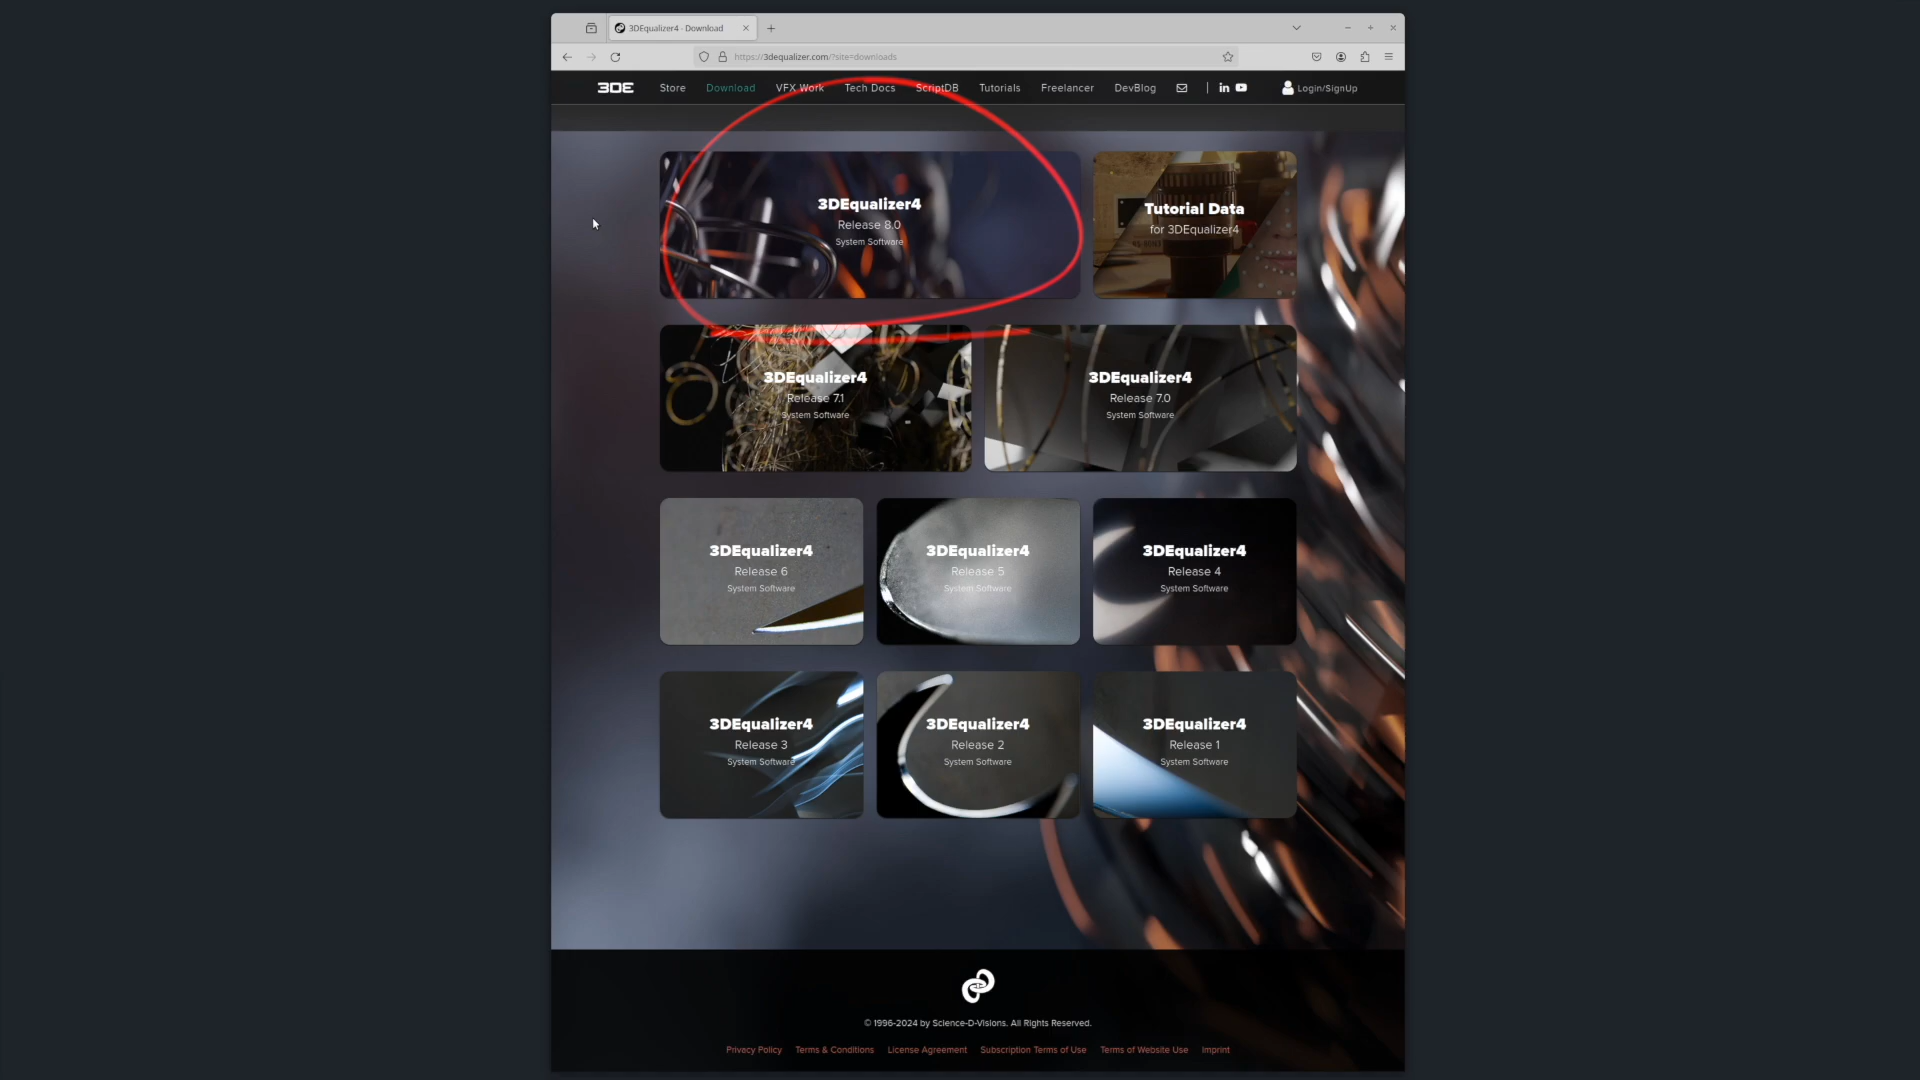 3DEqualizer4 - Download
https://3dequalizer.com/?site=downloads
3DE Store Download VFX Work Tech Docs ScriptDB Tutorials Freelancer DevBlog Login/SignUp
3DEqualizer4
Release 8.0
System Software
Tutorial Data
for 3DEqualizer4
3DEqualizer4
Release 7.1
System Software
3DEqualizer4
Release 7.0
System Software
3DEqualizer4
Release 6
System Software
3DEqualizer4
Release 5
System Software
3DEqualizer4
Release 4
System Software
3DEqualizer4
Release 3
System Software
3DEqualizer4
Release 2
System Software
3DEqualizer4
Release 1
System Software
© 1996-2024 by Science-D-Visions. All Rights Reserved.
Privacy Policy Terms & Conditions License Agreement Subscription Terms of Use Terms of Website Use Imprint